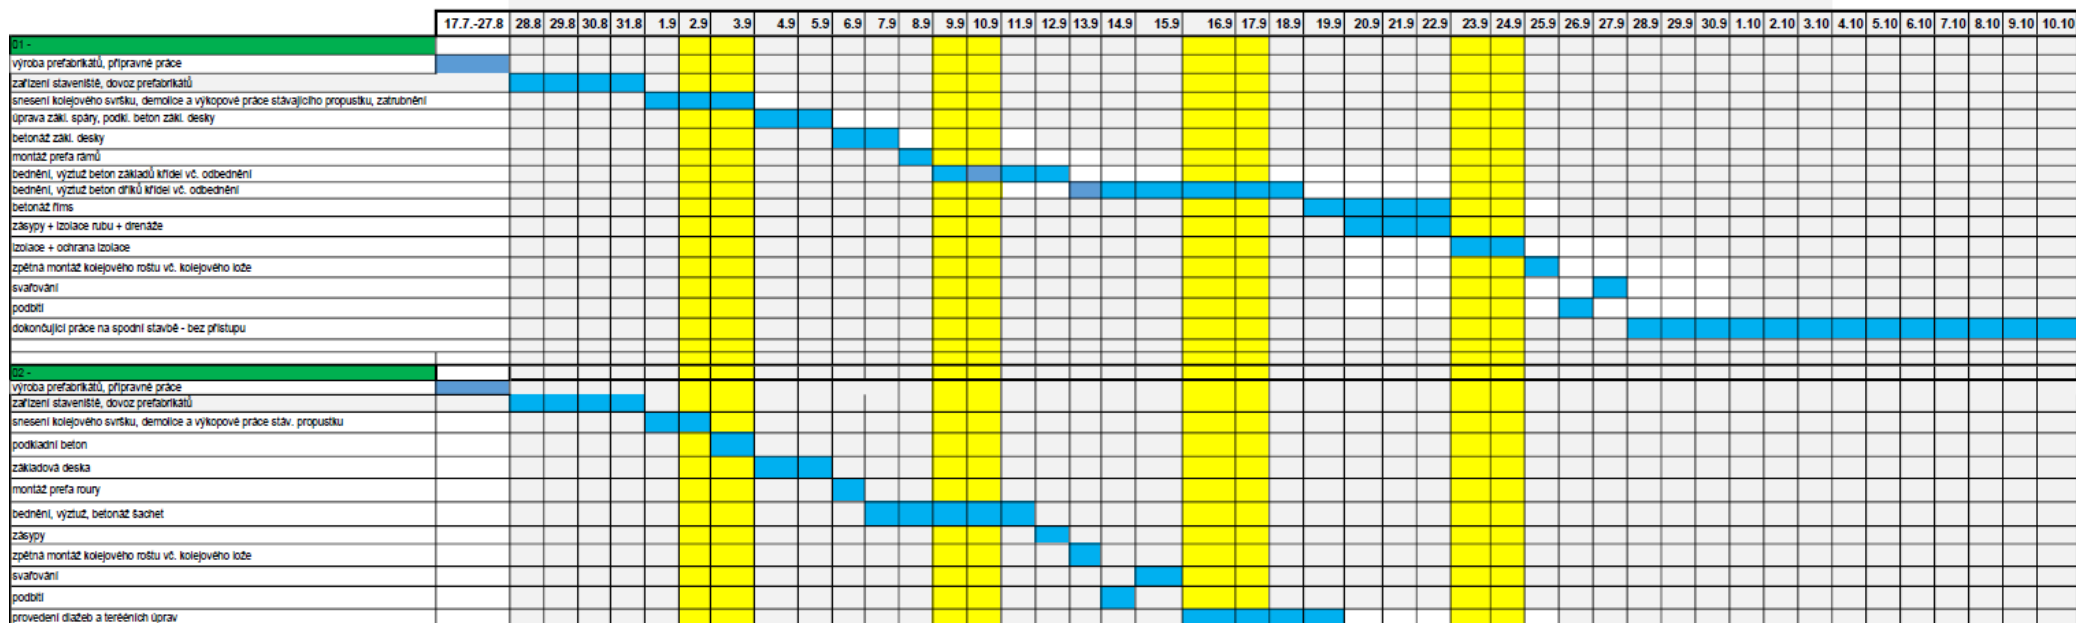 17.7.-27.8 28.8 29.8 30.8 31.8 1.9 2.9 3.9 4.9 5.9 6.9 7.9 8.9 9.9 10.9 11.9 12.9 13.9 14.9 15.9 16.9 17.9 18.9 19.9 20.9 21.9 22.9 23.9 24.9 25.9 26.9 27.9 28.9 29.9 30.9 1.10 2.10 3.10 4.10 5.10 6.10 7.10 8.10 9.10 10.10
01 -
výroba prefabrikátů, přípravné práce
zařízení staveniště, dovoz prefabrikátů
snesení kolejového svršku, demolice a výkopové práce stávajícího propustku, zatrubnění
úprava zákl. spáry, podkl. beton zákl. desky
betonáž zákl. desky
montáž prefa rámů
bednění, výztuž beton základů křídel vč. odbednění
bednění, výztuž beton dříků křídel vč. odbednění
betonáž říms
zásypy + izolace rubu + drenáže
izolace + ochrana izolace
zpětná montáž kolejového roštu vč. kolejového lože
svařování
podbití
dokončující práce na spodní stavbě - bez přístupu
02 -
výroba prefabrikátů, přípravné práce
zařízení staveniště, dovoz prefabrikátů
snesení kolejového svršku, demolice a výkopové práce stáv. propustku
podkladní beton
základová deska
montáž prefa roury
bednění, výztuž, betonáž šachet
zásypy
zpětná montáž kolejového roštu vč. kolejového lože
svařování
podbití
provedení dlažeb a terééních úprav